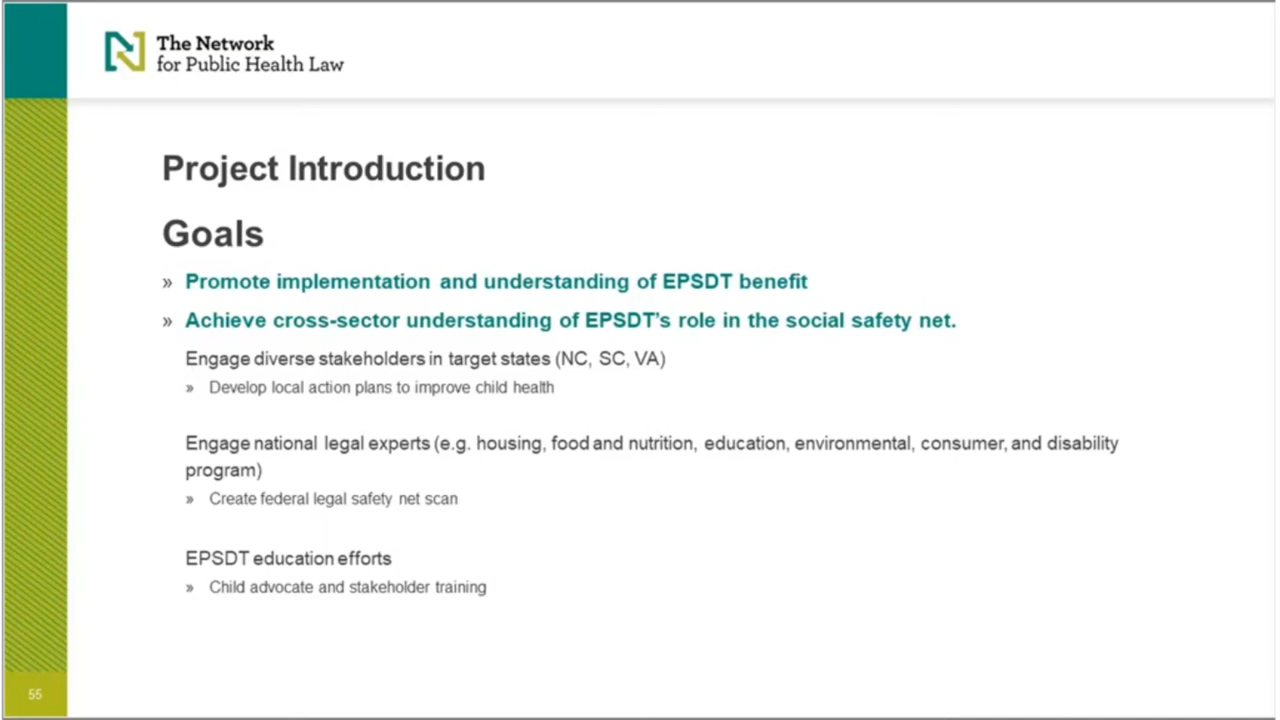 The Network
for Public Health Law
Project Introduction
Goals
» Promote implementation and understanding of EPSDT benefit
» Achieve cross-sector understanding of EPSDT's role in the social safety net.
Engage diverse stakeholders in target states (NC, SC, VA)
» Develop local action plans to improve child health
Engage national legal experts (e.g. housing, food and nutrition, education, environmental, consumer, and disability
program)
» Create federal legal safety net scan
EPSDT education efforts
» Child advocate and stakeholder training
55